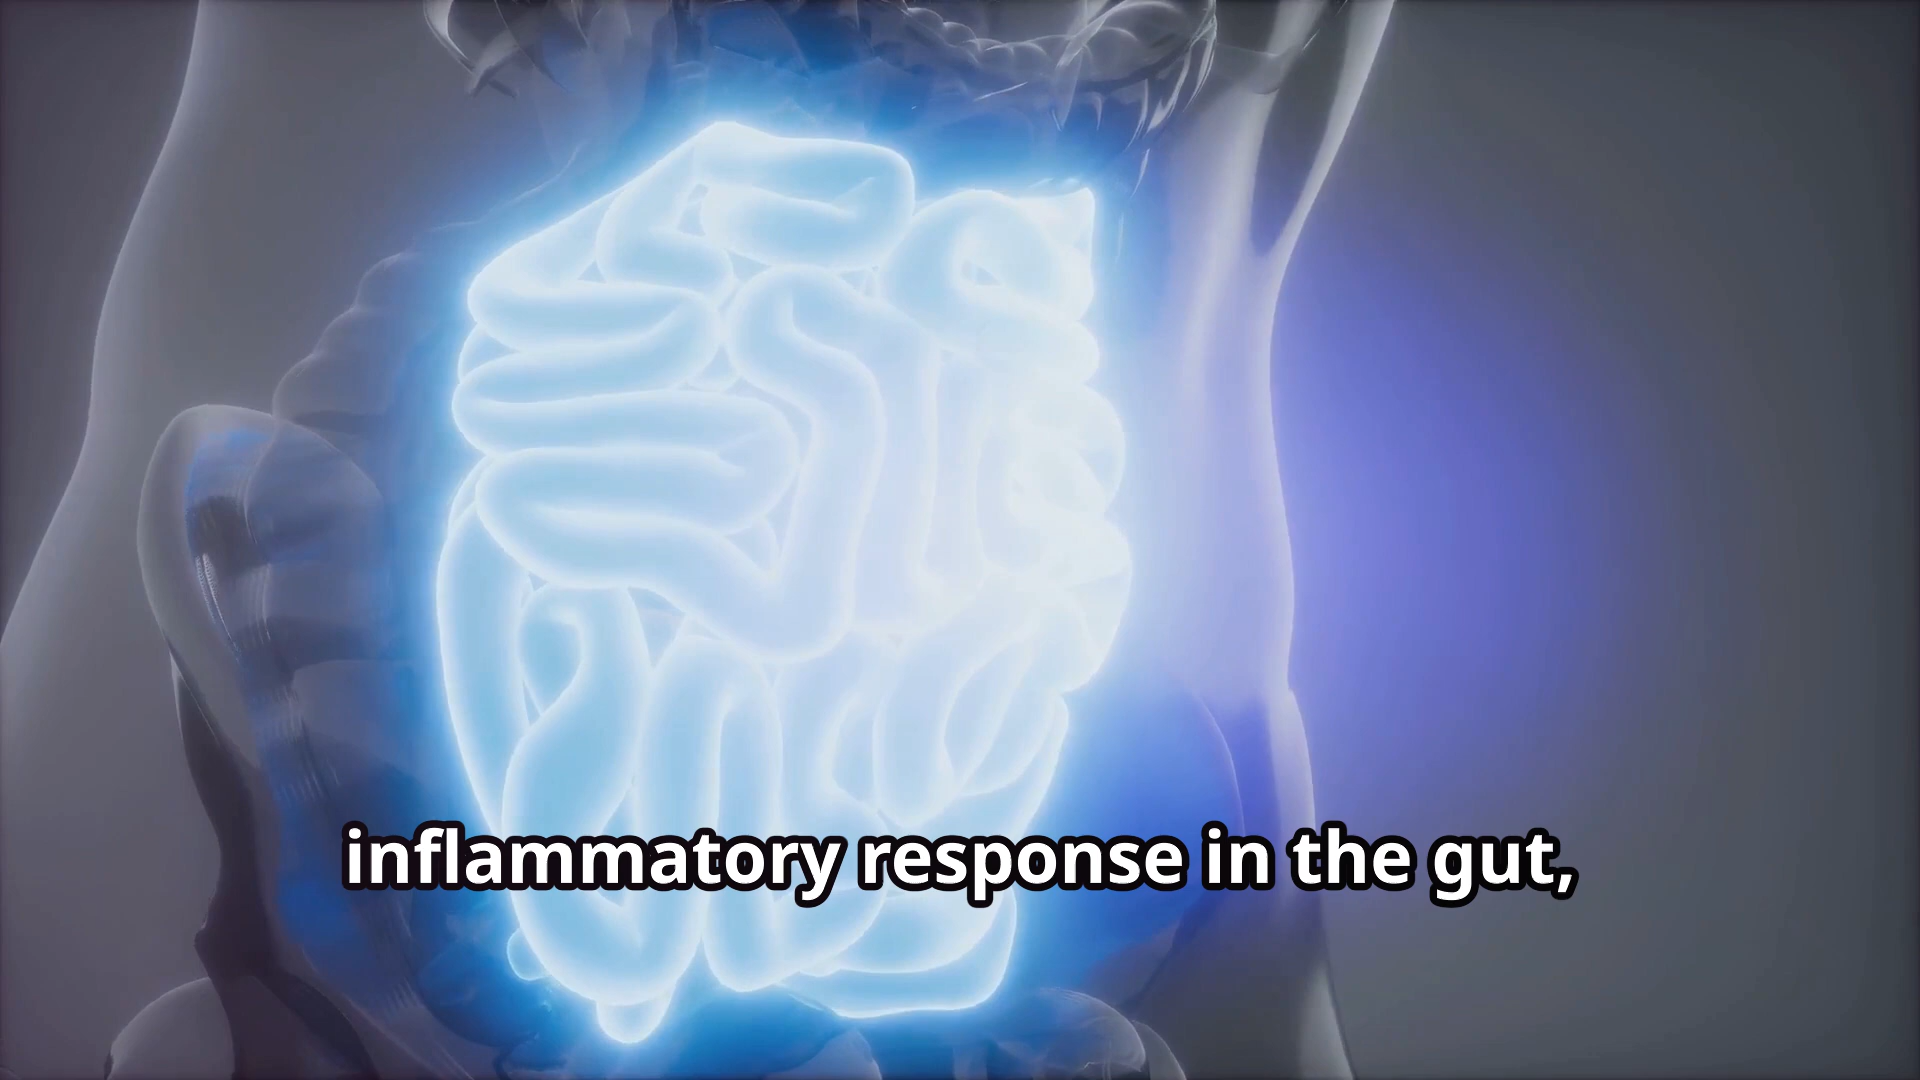 inflammatory response in the gut,